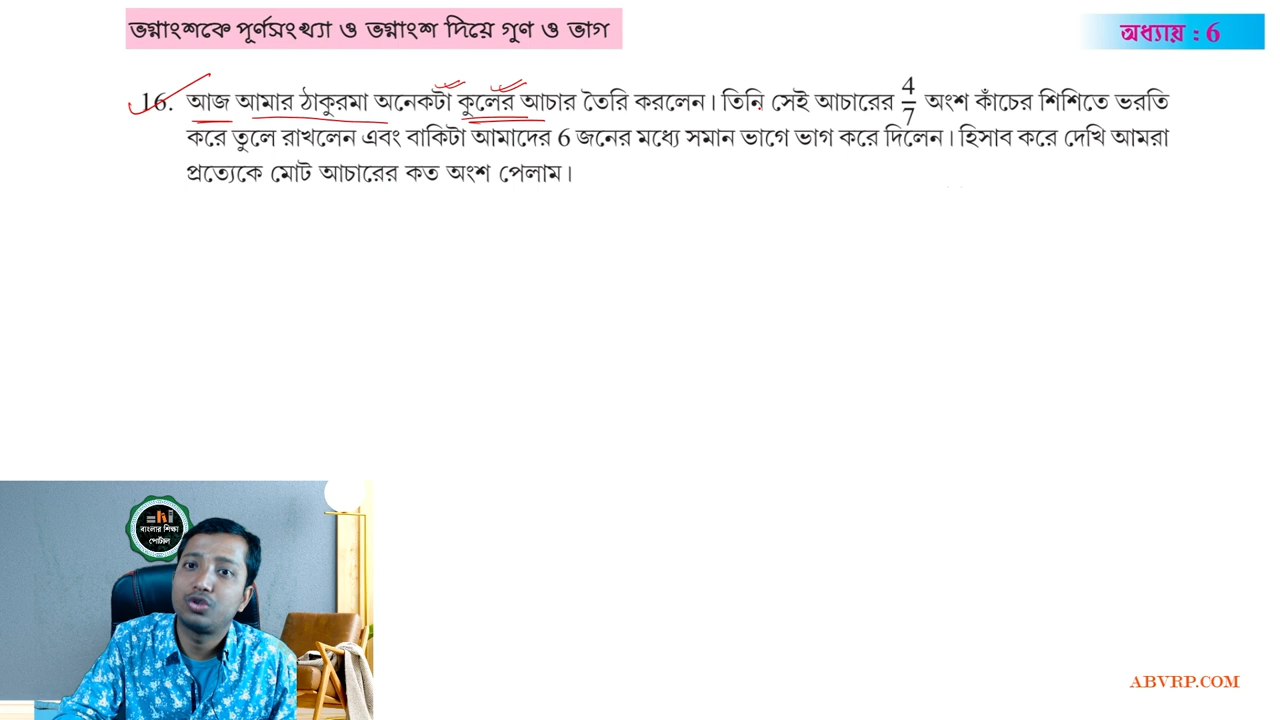 ভগ্নাংশকে পূর্ণসংখ্যা ও ভগ্নাংশ দিয়ে গুণ ও ভাগ
অধ্যায় : 6
16. আজ আমার ঠাকুরমা অনেকটা কুলের আচার তৈরি করলেন। তিনি সেই আচারের 4/7 অংশ কাঁচের শিশিতে ভরতি
করে তুলে রাখলেন এবং বাকিটা আমাদের 6 জনের মধ্যে সমান ভাগে ভাগ করে দিলেন। হিসাব করে দেখি আমরা
প্রত্যেকে মোট আচারের কত অংশ পেলাম।
বাংলার শিক্ষা
পোর্টাল
ABVRP.COM